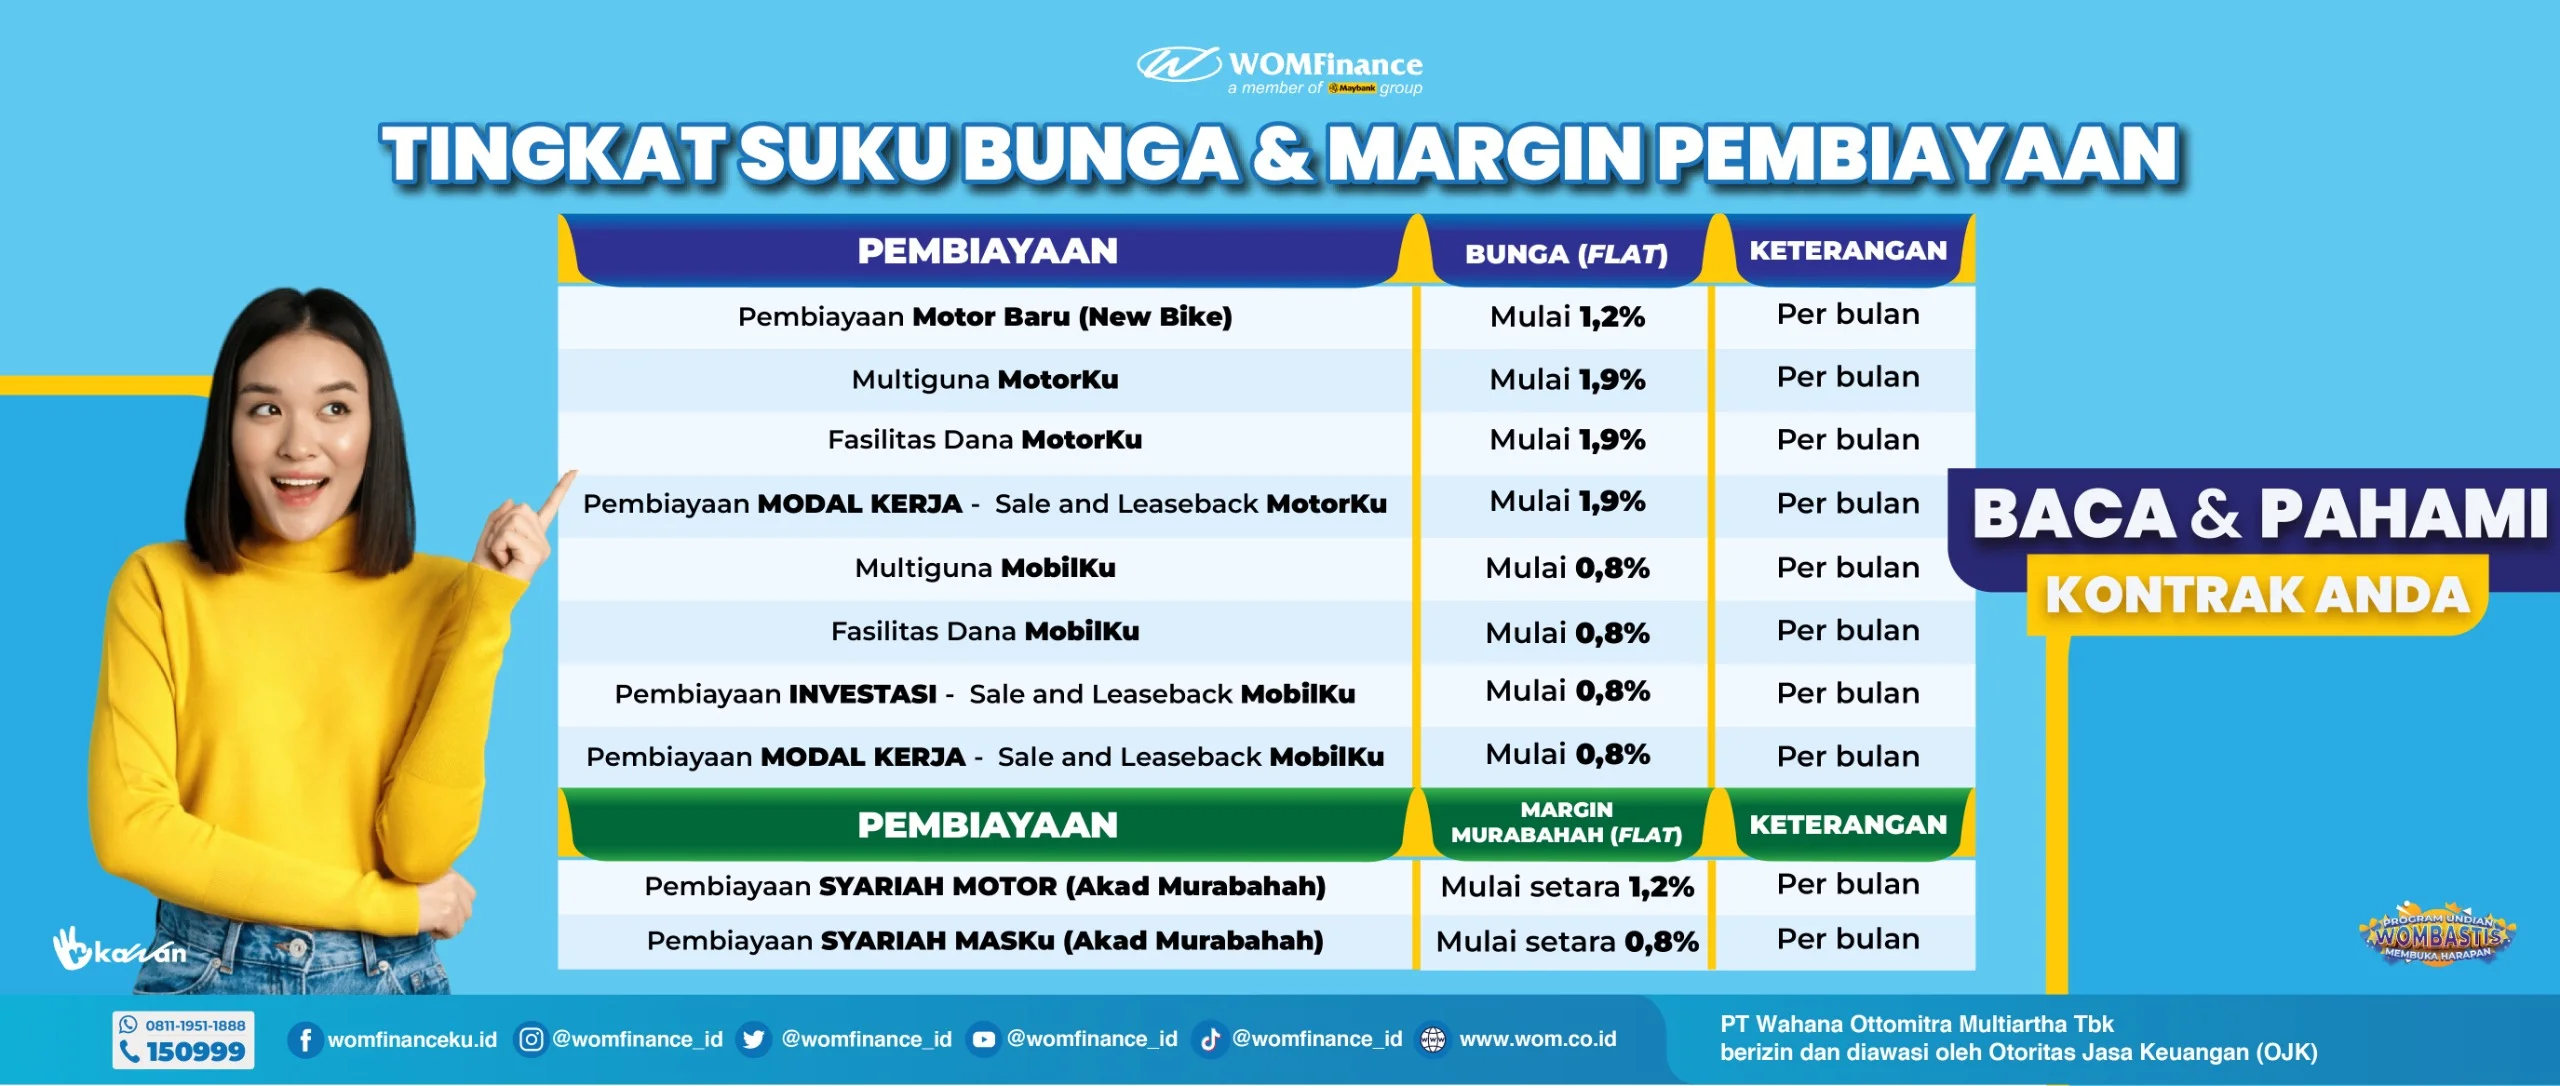 WOMFinance
a member of Maybank group
TINGKAT SUKU BUNGA & MARGIN PEMBIAYAAN
PEMBIAYAAN BUNGA (FLAT) KETERANGAN
Pembiayaan Motor Baru (New Bike) Mulai 1,2% Per bulan
Multiguna MotorKu Mulai 1,9% Per bulan
Fasilitas Dana MotorKu Mulai 1,9% Per bulan
Pembiayaan MODAL KERJA - Sale and Leaseback MotorKu Mulai 1,9% Per bulan
Multiguna MobilKu Mulai 0,8% Per bulan
Fasilitas Dana MobilKu Mulai 0,8% Per bulan
Pembiayaan INVESTASI - Sale and Leaseback MobilKu Mulai 0,8% Per bulan
Pembiayaan MODAL KERJA - Sale and Leaseback MobilKu Mulai 0,8% Per bulan
PEMBIAYAAN MARGIN MURABAHAH (FLAT) KETERANGAN
Pembiayaan SYARIAH MOTOR (Akad Murabahah) Mulai setara 1,2% Per bulan
Pembiayaan SYARIAH MASKu (Akad Murabahah) Mulai setara 0,8% Per bulan
BACA & PAHAMI
KONTRAK ANDA
kawan
PROGRAM UNDIAN
WOMBASTIS
MEMBUKA HARAPAN
0811-1951-1888
150999
womfinanceku.id @womfinance_id @womfinance_id @womfinance_id @womfinance_id www.wom.co.id
PT Wahana Ottomitra Multiartha Tbk
berizin dan diawasi oleh Otoritas Jasa Keuangan (OJK)